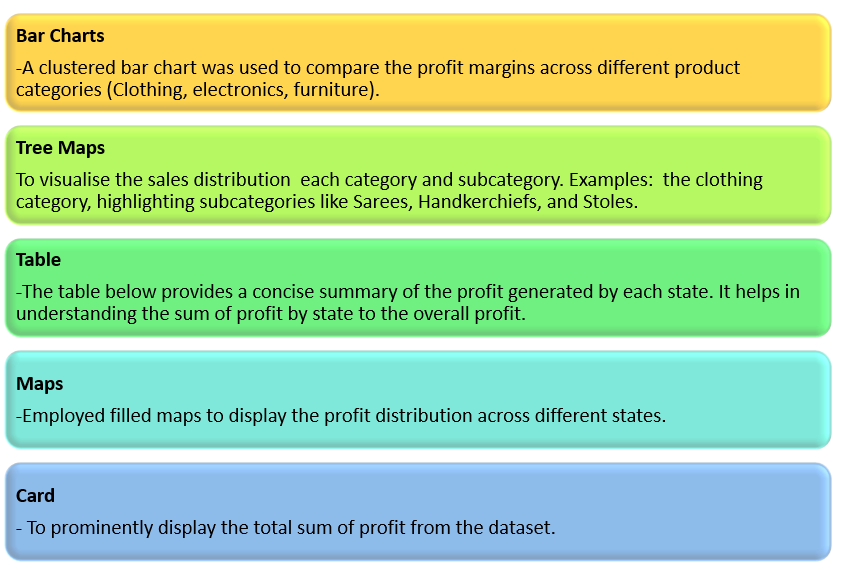 Bar Charts
-A clustered bar chart was used to compare the profit margins across different product
categories (Clothing, electronics, furniture).
Tree Maps
To visualise the sales distribution  each category and subcategory. Examples:  the clothing
category, highlighting subcategories like Sarees, Handkerchiefs, and Stoles.
Table
-The table below provides a concise summary of the profit generated by each state. It helps in
understanding the sum of profit by state to the overall profit.
Maps
-Employed filled maps to display the profit distribution across different states.
Card
- To prominently display the total sum of profit from the dataset.